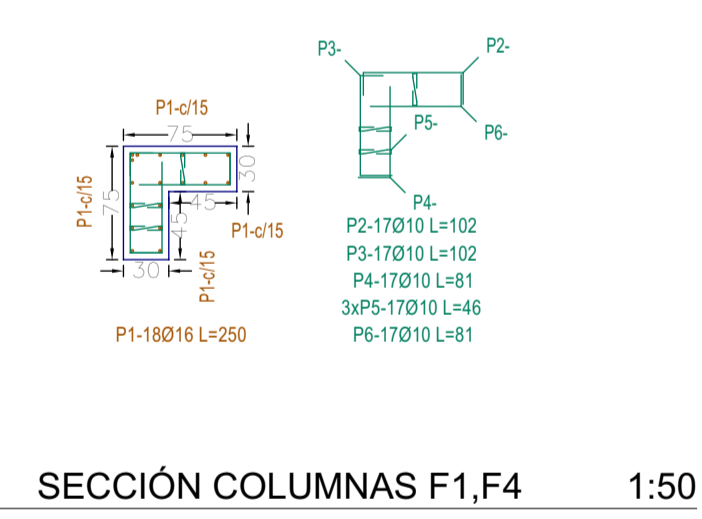 P3-
P2-
P1-c/15
75
P5-
P6-
30
P1-c/15
75
45
45
P4-
P1-c/15
P1-c/15
30
P2-17Ø10 L=102
P3-17Ø10 L=102
P4-17Ø10 L=81
3xP5-17Ø10 L=46
P6-17Ø10 L=81
P1-18Ø16 L=250
SECCIÓN COLUMNAS F1,F4 1:50